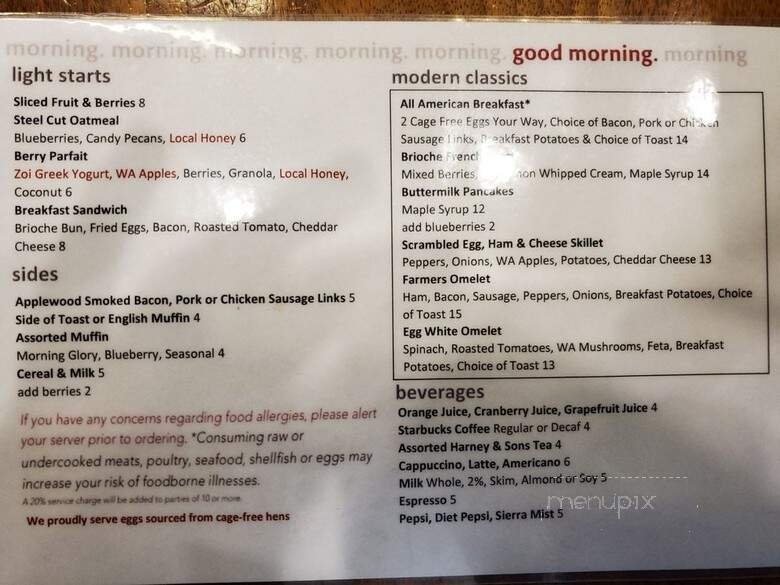 morning. morning. morning. morning. morning. good morning. morning
light starts
Sliced Fruit & Berries 8
Steel Cut Oatmeal
Blueberries, Candy Pecans, Local Honey 6
Berry Parfait
Zoi Greek Yogurt, WA Apples, Berries, Granola, Local Honey,
Coconut 6
Breakfast Sandwich
Brioche Bun, Fried Eggs, Bacon, Roasted Tomato, Cheddar
Cheese 8
sides
Applewood Smoked Bacon, Pork or Chicken Sausage Links 5
Side of Toast or English Muffin 4
Assorted Muffin
Morning Glory, Blueberry, Seasonal 4
Cereal & Milk 5
add berries 2
If you have any concerns regarding food allergies, please alert
your server prior to ordering. *Consuming raw or
undercooked meats, poultry, seafood, shellfish or eggs may
increase your risk of foodborne illnesses.
A 20% service charge will be added to parties of 10 or more.
We proudly serve eggs sourced from cage-free hens
modern classics
All American Breakfast*
2 Cage Free Eggs Your Way, Choice of Bacon, Pork or Chicken
Sausage Links, Breakfast Potatoes & Choice of Toast 14
Brioche French
Mixed Berries, Whipped Cream, Maple Syrup 14
Buttermilk Pancakes
Maple Syrup 12
add blueberries 2
Scrambled Egg, Ham & Cheese Skillet
Peppers, Onions, WA Apples, Potatoes, Cheddar Cheese 13
Farmers Omelet
Ham, Bacon, Sausage, Peppers, Onions, Breakfast Potatoes, Choice
of Toast 15
Egg White Omelet
Spinach, Roasted Tomatoes, WA Mushrooms, Feta, Breakfast
Potatoes, Choice of Toast 13
beverages
Orange Juice, Cranberry Juice, Grapefruit Juice 4
Starbucks Coffee Regular or Decaf 4
Assorted Harney & Sons Tea 4
Cappuccino, Latte, Americano 6
Milk Whole, 2%, Skim, Almond or Soy 5
Espresso 5
Pepsi, Diet Pepsi, Sierra Mist 5
menupix